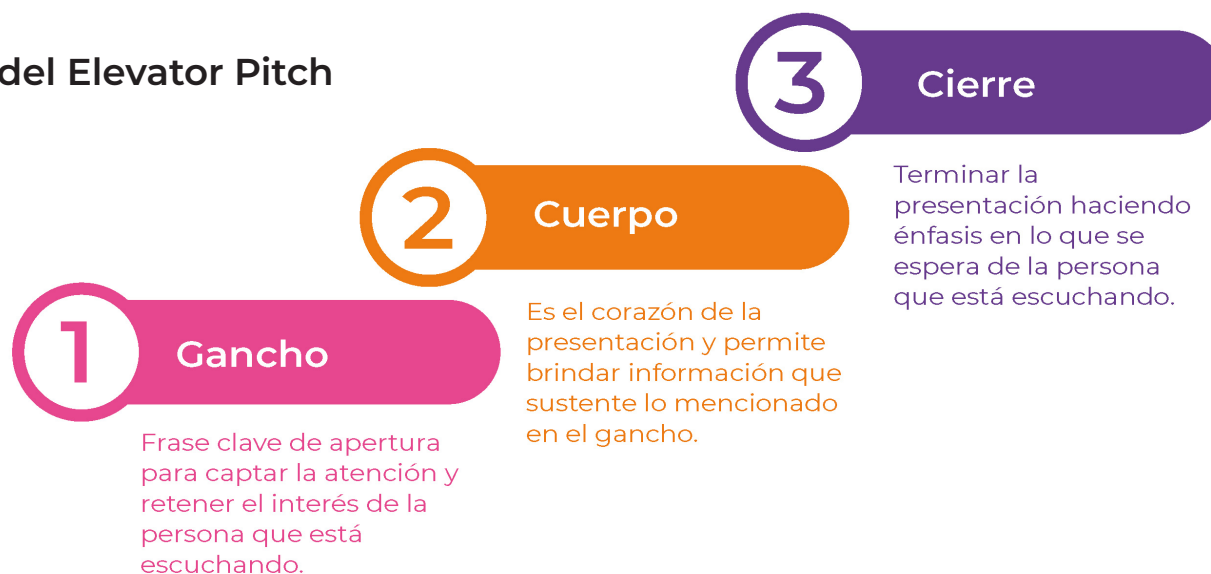 del Elevator Pitch
1
Gancho
Frase clave de apertura
para captar la atención y
retener el interés de la
persona que está
escuchando.
2
Cuerpo
Es el corazón de la
presentación y permite
brindar información que
sustente lo mencionado
en el gancho.
3
Cierre
Terminar la
presentación haciendo
énfasis en lo que se
espera de la persona
que está escuchando.